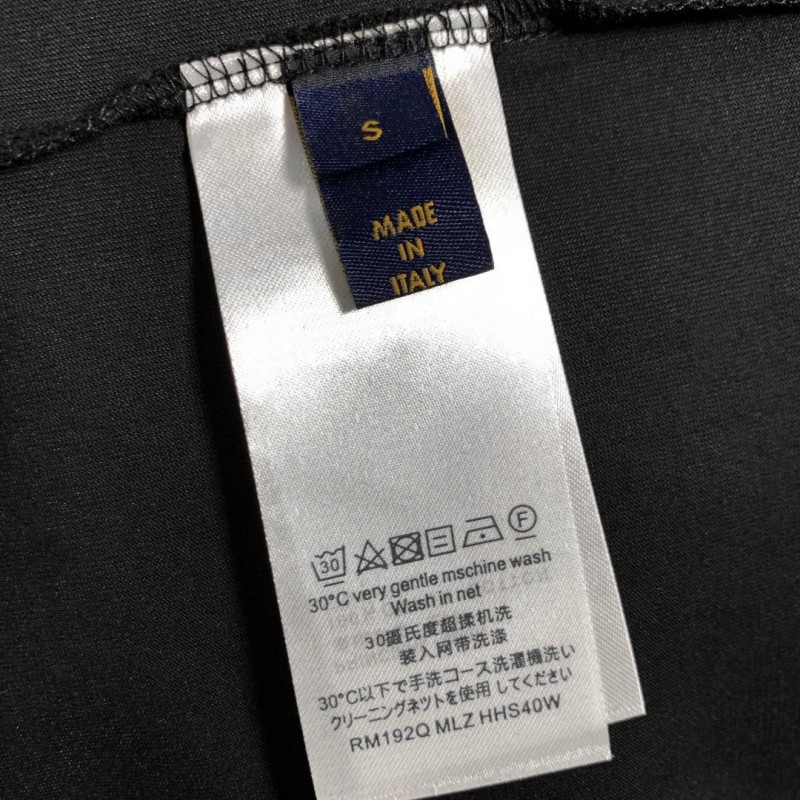 S
MADE
IN
ITALY
30 F
30°C very gentle mschine wash
Wash in net
30摄氏度超揉机洗
装入网带洗涤
30°C以下で手洗コース洗濯機洗い
クリーニングネットを使用 してください
RM192Q MLZ HHS40W